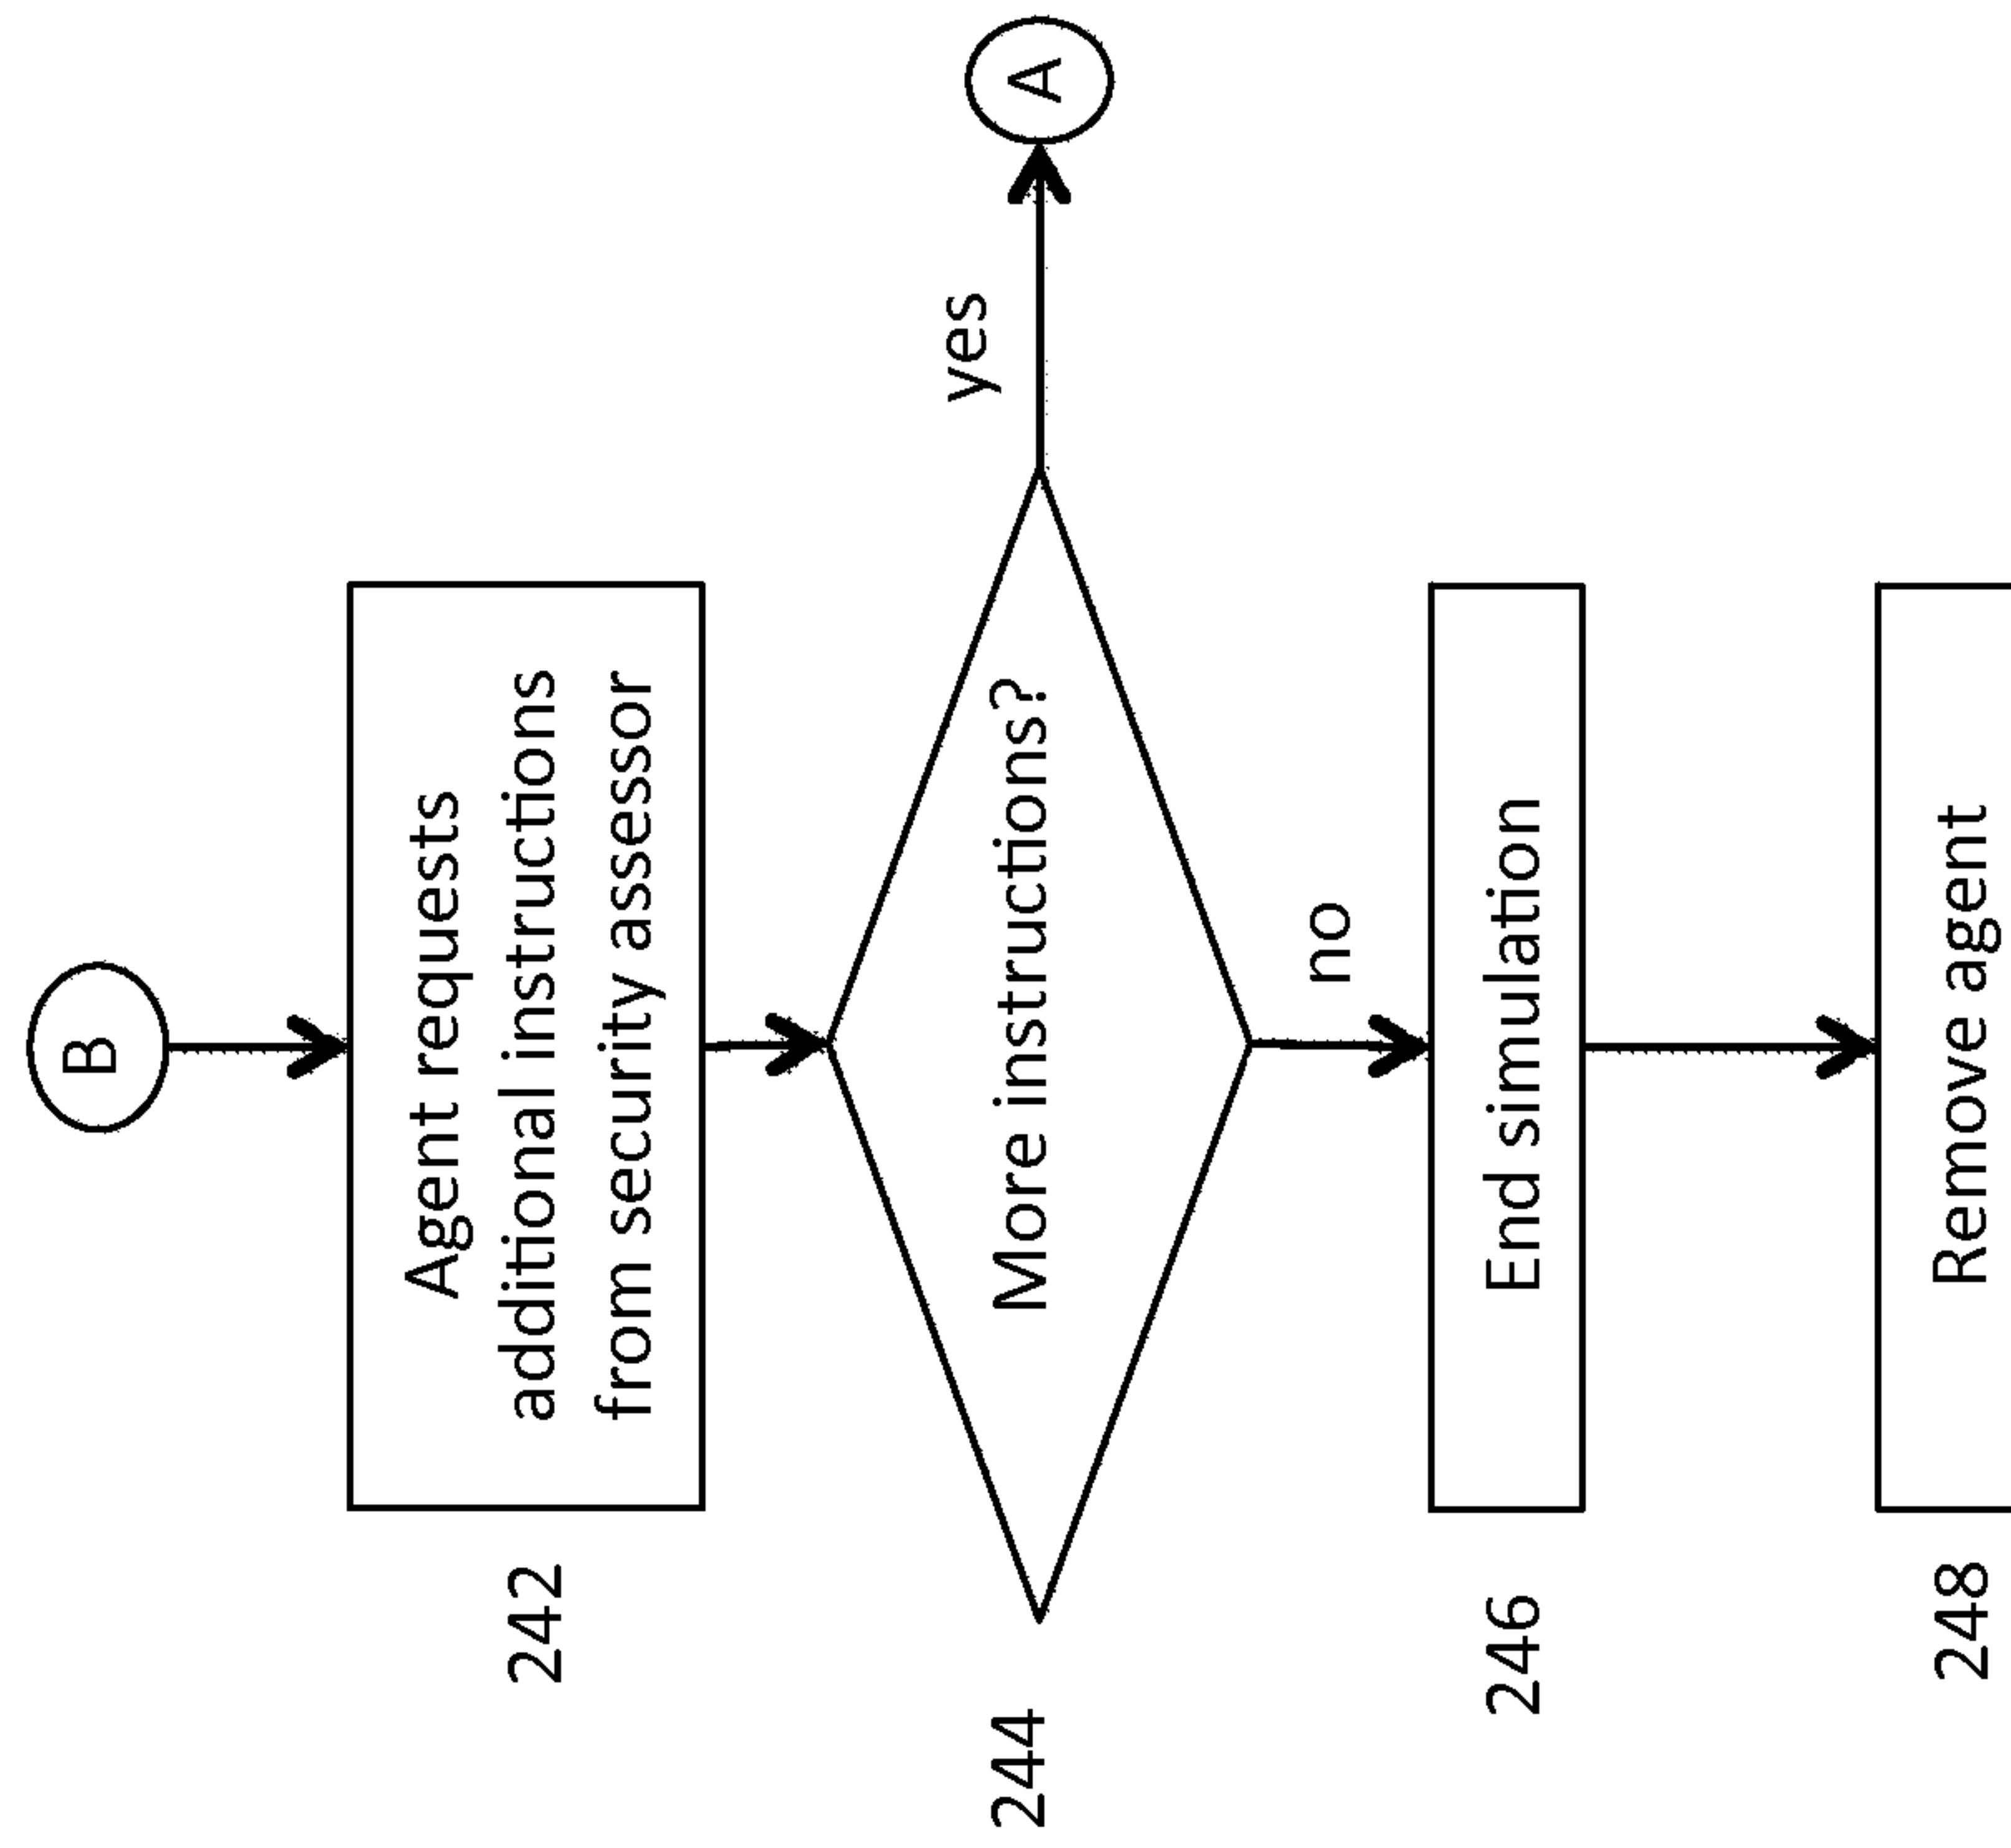 B
242
Agent requests
additional instructions
from security assessor
244
More instructions?
yes
A
no
246
End simulation
248
Remove agent